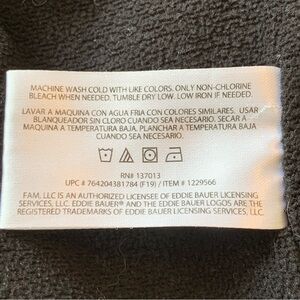 MACHINE WASH COLD WITH LIKE COLORS. ONLY NON-CHLORINE
BLEACH WHEN NEEDED. TUMBLE DRY LOW. LOW IRON IF NEEDED.
LAVAR A MAQUINA CON AGUA FRIA CON COLORES SIMILARES. USAR
BLANQUEADOR SIN CLORO CUANDO SEA NECESARIO. SECAR A
MAQUINA A TEMPERATURA BAJA. PLANCHAR A TEMPERATURA BAJA
CUANDO SEA NECESARIO.
RN# 137013
UPC # 764204381784 (F19) / ITEM # 1229566
FAM, LLC IS AN AUTHORIZED LICENSEE OF EDDIE BAUER LICENSING
SERVICES, LLC. EDDIE BAUER® AND THE EDDIE BAUER LOGOS ARE THE
REGISTERED TRADEMARKS OF EDDIE BAUER LICENSING SERVICES, LLC.